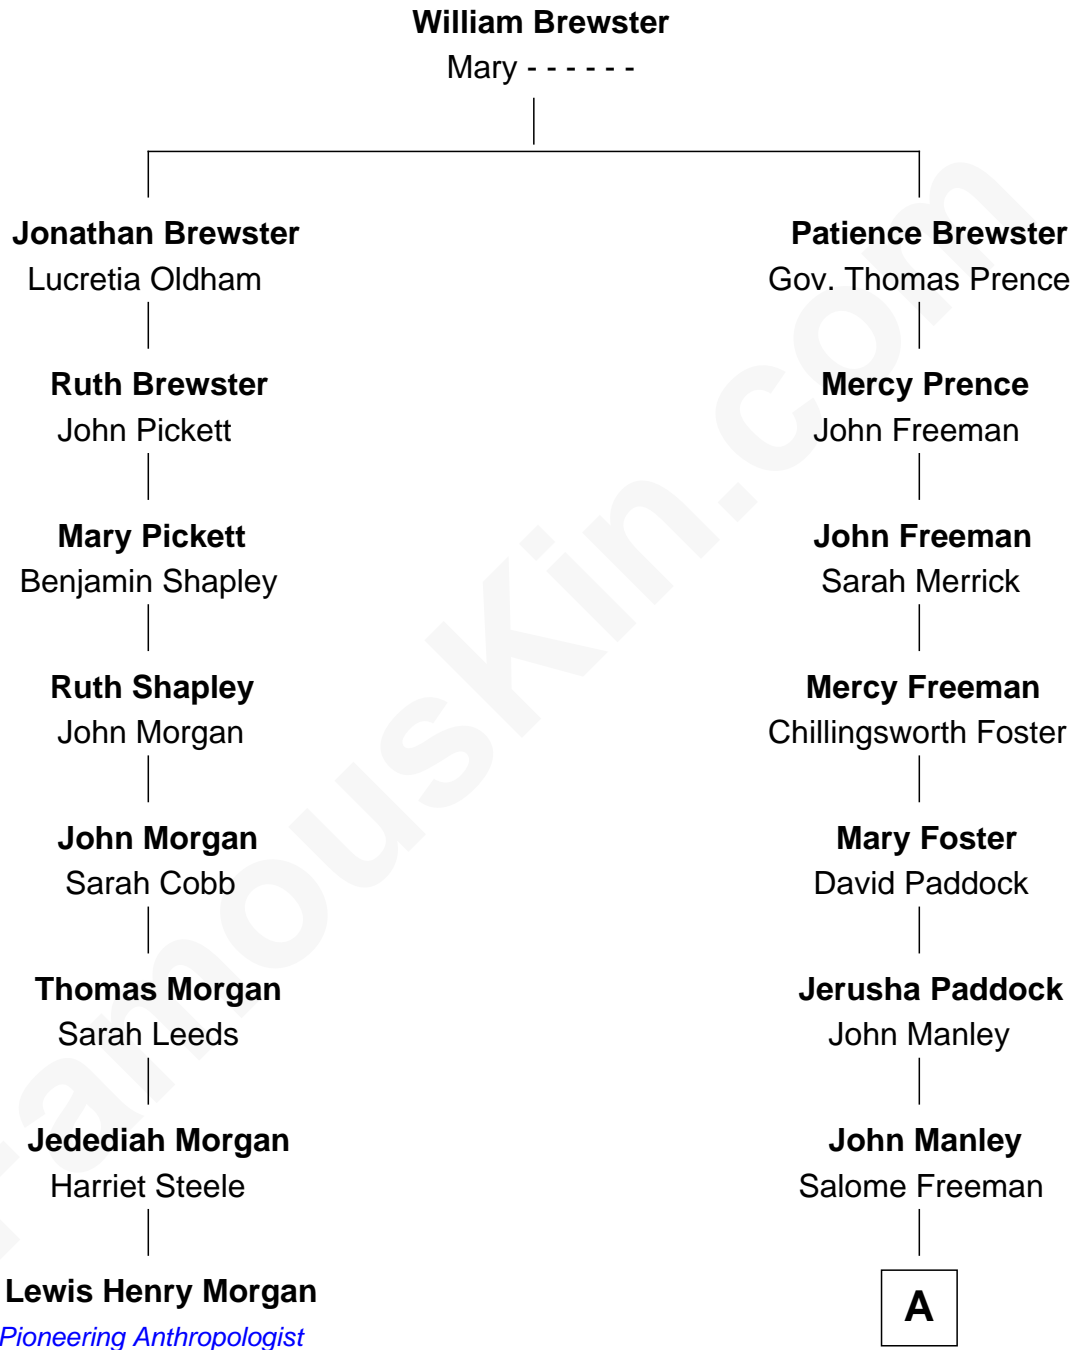 William Brewster
Mary - - - - - -
Jonathan Brewster
Lucretia Oldham
Patience Brewster
Gov. Thomas Prence
Ruth Brewster
John Pickett
Mercy Prence
John Freeman
Mary Pickett
Benjamin Shapley
John Freeman
Sarah Merrick
Ruth Shapley
John Morgan
Mercy Freeman
Chillingsworth Foster
John Morgan
Sarah Cobb
Mary Foster
David Paddock
Thomas Morgan
Sarah Leeds
Jerusha Paddock
John Manley
Jedediah Morgan
Harriet Steele
John Manley
Salome Freeman
Lewis Henry Morgan
Pioneering Anthropologist
A
FamousKin.com